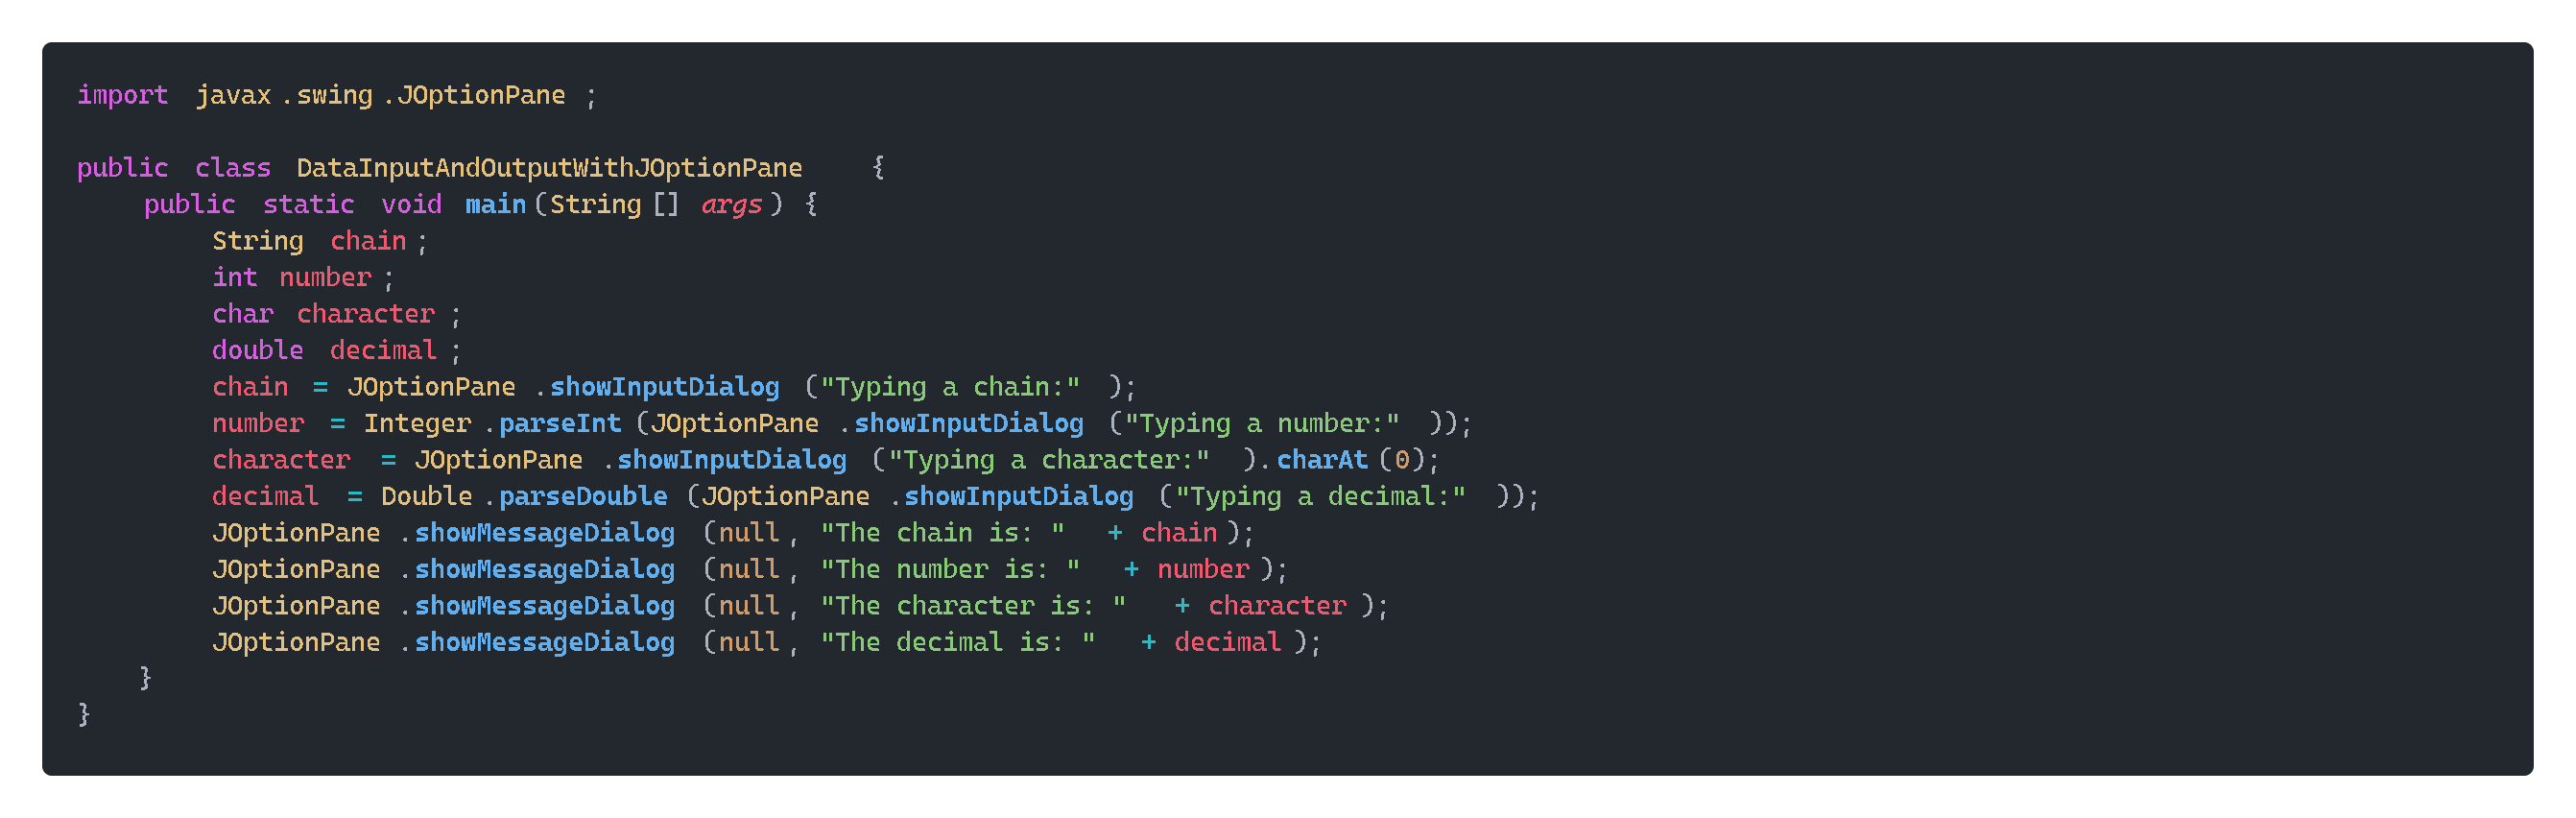 import javax.swing.JOptionPane;

public class DataInputAndOutputWithJOptionPane {
    public static void main(String[] args) {
        String chain;
        int number;
        char character;
        double decimal;
        chain = JOptionPane.showInputDialog("Typing a chain:");
        number = Integer.parseInt(JOptionPane.showInputDialog("Typing a number:"));
        character = JOptionPane.showInputDialog("Typing a character:").charAt(0);
        decimal = Double.parseDouble(JOptionPane.showInputDialog("Typing a decimal:"));
        JOptionPane.showMessageDialog(null, "The chain is: " + chain);
        JOptionPane.showMessageDialog(null, "The number is: " + number);
        JOptionPane.showMessageDialog(null, "The character is: " + character);
        JOptionPane.showMessageDialog(null, "The decimal is: " + decimal);
    }
}